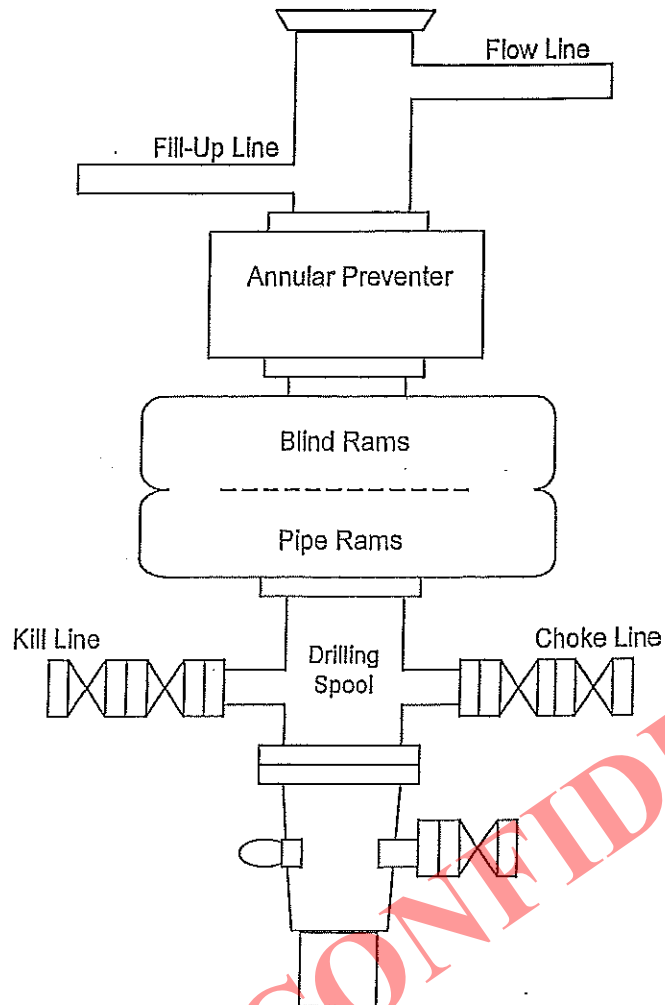 Flow Line
Fill-Up Line
Annular Preventer
Blind Rams
Pipe Rams
Kill Line
Choke Line
Drilling
Spool